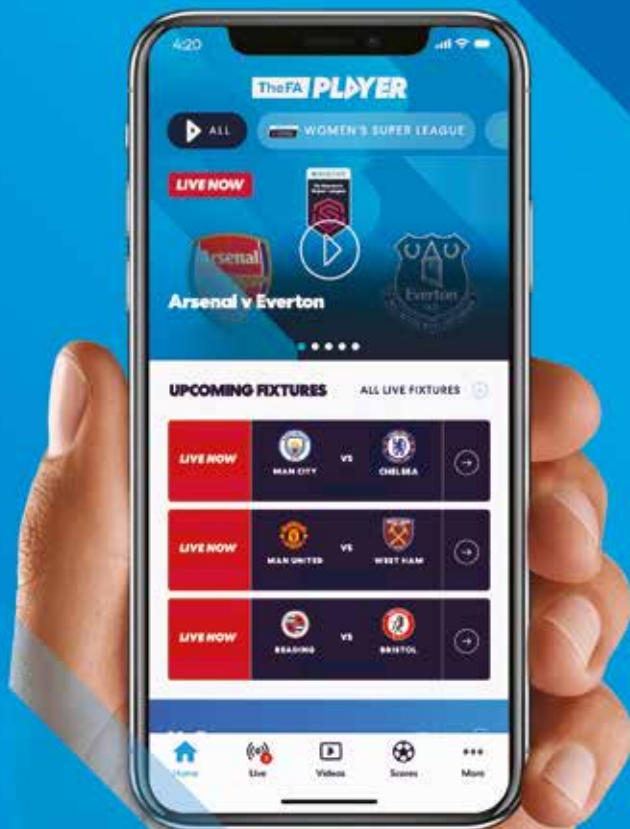 4:20
The FA PLAYER
ALL
WOMEN'S SUPER LEAGUE
LIVE NOW
Arsenal
Everton
Arsenal v Everton
UPCOMING FIXTURES
ALL LIVE FIXTURES
LIVE NOW
MAN CITY
VS
CHELSEA
LIVE NOW
MAN UNITED
VS
WEST HAM
LIVE NOW
READING
VS
BRISTOL
Home
Live
Videos
Scores
More